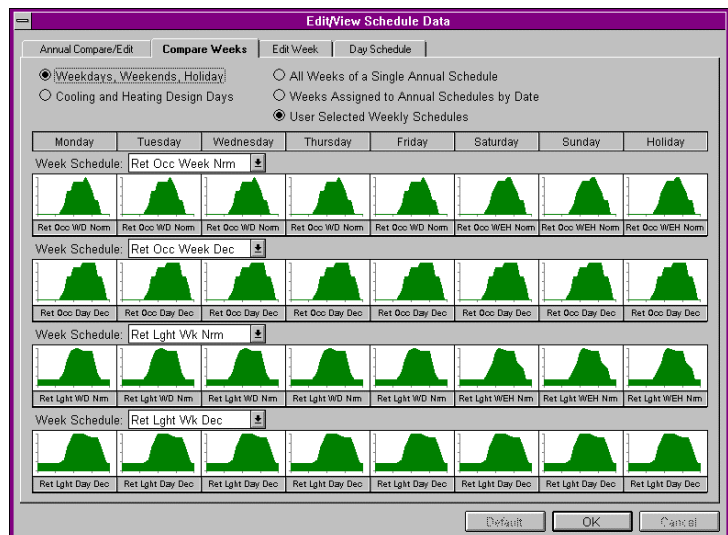 Edit/View Schedule Data
Annual Compare/Edit Compare Weeks Edit Week Day Schedule
Weekdays, Weekends, Holiday All Weeks of a Single Annual Schedule
Cooling and Heating Design Days Weeks Assigned to Annual Schedules by Date
User Selected Weekly Schedules
Monday Tuesday Wednesday Thursday Friday Saturday Sunday Holiday
Week Schedule: Ret Occ Week Nrm
Ret Occ WD Norm Ret Occ WD Norm Ret Occ WD Norm Ret Occ WD Norm Ret Occ WD Norm Ret Occ WEH Norm Ret Occ WEH Norm Ret Occ WEH Norm
Week Schedule: Ret Occ Week Dec
Ret Occ Day Dec Ret Occ Day Dec Ret Occ Day Dec Ret Occ Day Dec Ret Occ Day Dec Ret Occ Day Dec Ret Occ Day Dec Ret Occ Day Dec
Week Schedule: Ret Lght Wk Nrm
Ret Lght WD Nrm Ret Lght WD Nrm Ret Lght WD Nrm Ret Lght WD Nrm Ret Lght WD Nrm Ret Lght WEH Nrm Ret Lght WEH Nrm Ret Lght WEH Nrm
Week Schedule: Ret Lght Wk Dec
Ret Lght Day Dec Ret Lght Day Dec Ret Lght Day Dec Ret Lght Day Dec Ret Lght Day Dec Ret Lght Day Dec Ret Lght Day Dec Ret Lght Day Dec
Default OK Cancel